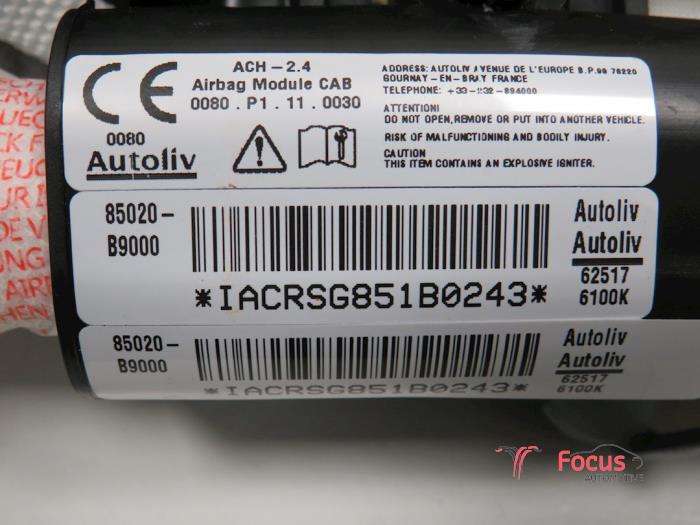 CE
0080
Autoliv
ACH - 2.4
Airbag Module CAB
0080 . P1 . 11 . 0030
ADDRESS: AUTOLIV AVENUE DE L'EUROPE B.P.99 76220
GOURNAY - EN - BRAY FRANCE
TELEPHONE: +33-232-894000
ATTENTION!
DO NOT OPEN,REMOVE OR PUT INTO ANOTHER VEHICLE.
RISK OF MALFUNCTIONING AND BODILY INJURY.
CAUTION
THIS ITEM CONTAINS AN EXPLOSIVE IGNITER.
85020-
B9000
*IACRSG851B0243*
Autoliv
Autoliv
62517
6100K
85020-
B9000
*IACRSG851B0243*
Autoliv
Autoliv
62517
6100K
Focus
AUTOMOTIVE